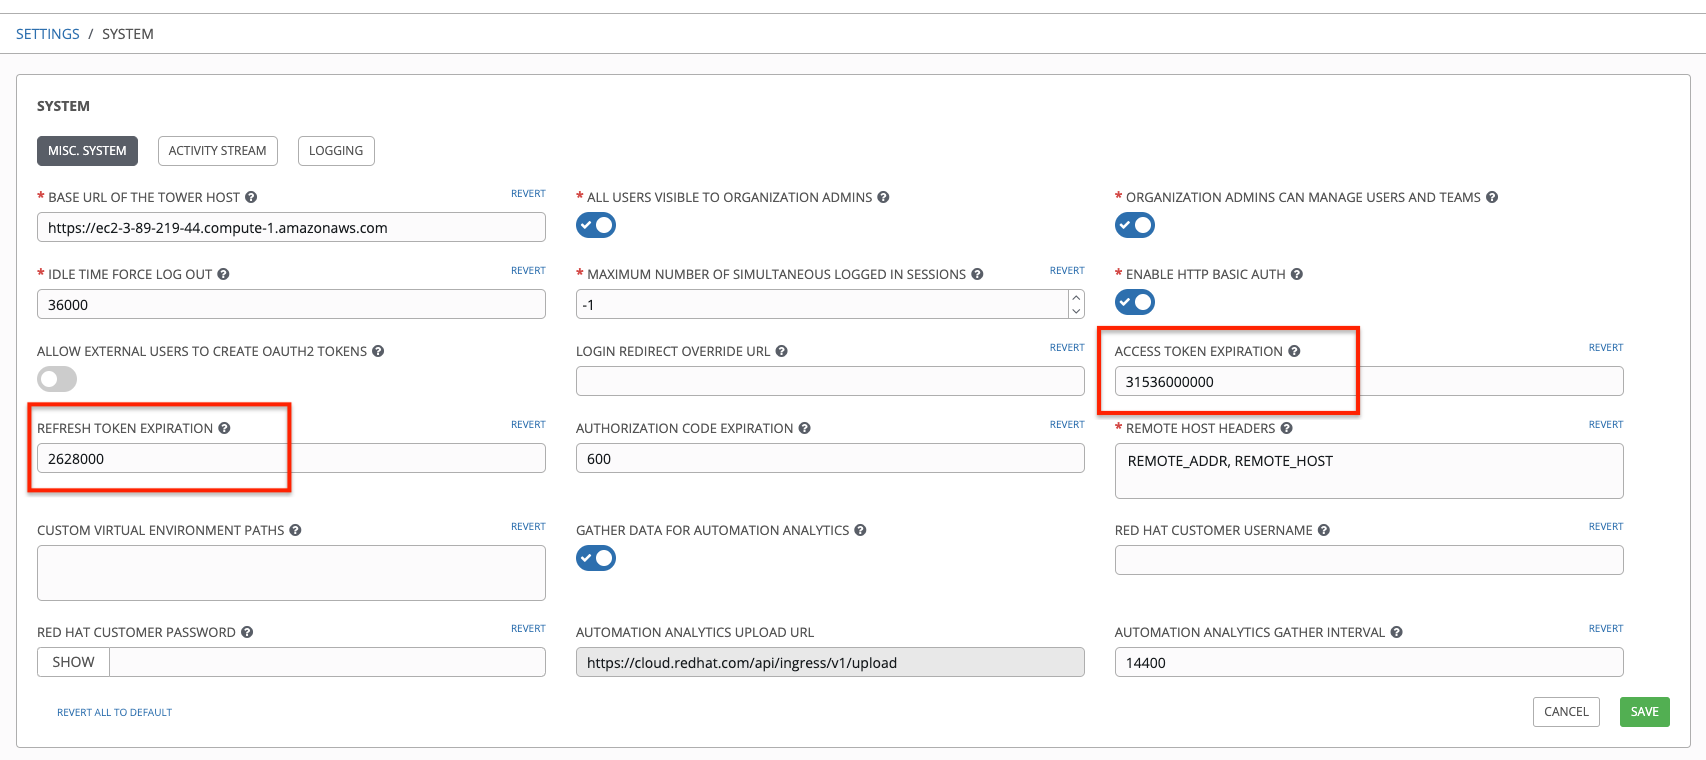 SETTINGS / SYSTEM
SYSTEM
MISC. SYSTEM ACTIVITY STREAM LOGGING
* BASE URL OF THE TOWER HOST ? REVERT * ALL USERS VISIBLE TO ORGANIZATION ADMINS ? * ORGANIZATION ADMINS CAN MANAGE USERS AND TEAMS ?
https://ec2-3-89-219-44.compute-1.amazonaws.com
* IDLE TIME FORCE LOG OUT ? REVERT * MAXIMUM NUMBER OF SIMULTANEOUS LOGGED IN SESSIONS ? REVERT * ENABLE HTTP BASIC AUTH ?
36000 -1
ALLOW EXTERNAL USERS TO CREATE OAUTH2 TOKENS ? LOGIN REDIRECT OVERRIDE URL ? REVERT ACCESS TOKEN EXPIRATION ? REVERT
31536000000
REFRESH TOKEN EXPIRATION ? REVERT AUTHORIZATION CODE EXPIRATION ? REVERT * REMOTE HOST HEADERS ? REVERT
2628000 600 REMOTE_ADDR, REMOTE_HOST
CUSTOM VIRTUAL ENVIRONMENT PATHS ? REVERT GATHER DATA FOR AUTOMATION ANALYTICS ? RED HAT CUSTOMER USERNAME ? REVERT
RED HAT CUSTOMER PASSWORD ? REVERT AUTOMATION ANALYTICS UPLOAD URL AUTOMATION ANALYTICS GATHER INTERVAL ? REVERT
SHOW https://cloud.redhat.com/api/ingress/v1/upload 14400
REVERT ALL TO DEFAULT CANCEL SAVE